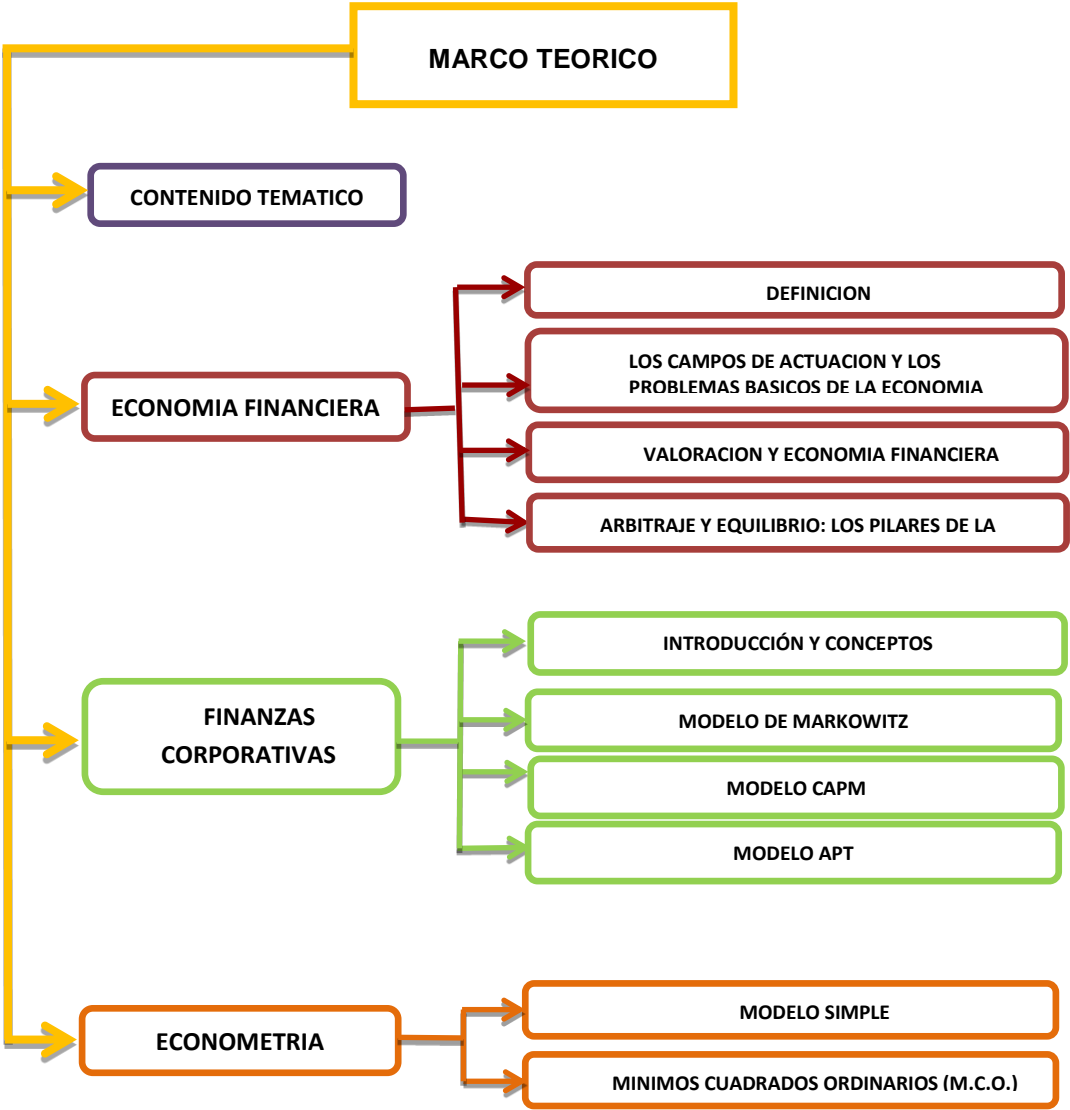 MARCO TEORICO
CONTENIDO TEMATICO
ECONOMIA FINANCIERA
DEFINICION
LOS CAMPOS DE ACTUACION Y LOS
PROBLEMAS BASICOS DE LA ECONOMIA
VALORACION Y ECONOMIA FINANCIERA
ARBITRAJE Y EQUILIBRIO: LOS PILARES DE LA
FINANZAS
CORPORATIVAS
INTRODUCCIÓN Y CONCEPTOS
MODELO DE MARKOWITZ
MODELO CAPM
MODELO APT
ECONOMETRIA
MODELO SIMPLE
MINIMOS CUADRADOS ORDINARIOS (M.C.O.)